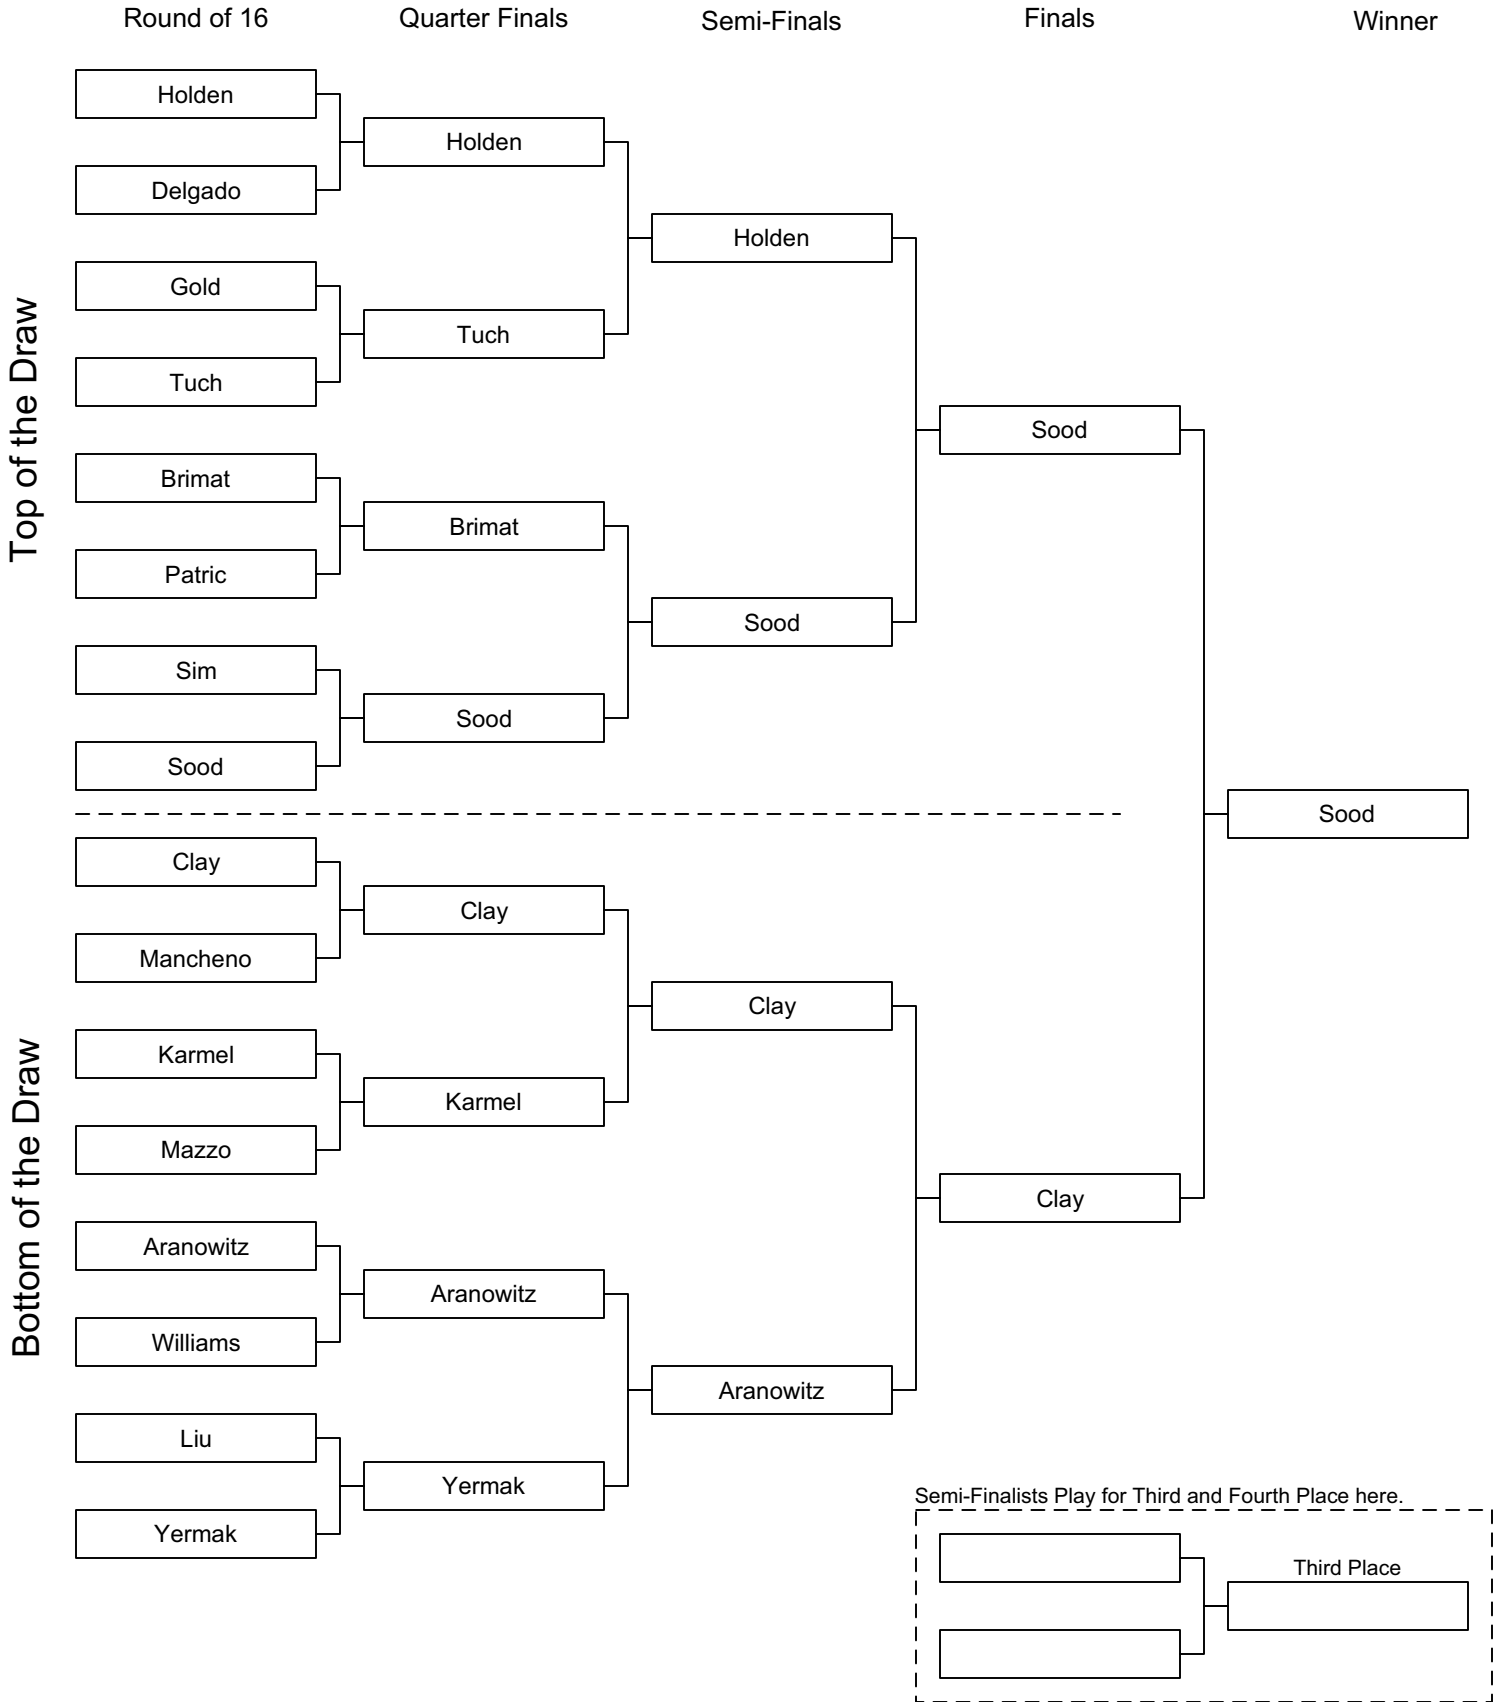 Round of 16
Quarter Finals
Semi-Finals
Finals
Winner
Top of the Draw
Holden
Delgado
Gold
Tuch
Brimat
Patric
Sim
Sood
Holden
Tuch
Brimat
Sood
Holden
Sood
Sood
Sood
Bottom of the Draw
Clay
Mancheno
Karmel
Mazzo
Aranowitz
Williams
Liu
Yermak
Clay
Karmel
Aranowitz
Yermak
Clay
Aranowitz
Clay
Semi-Finalists Play for Third and Fourth Place here.
Third Place